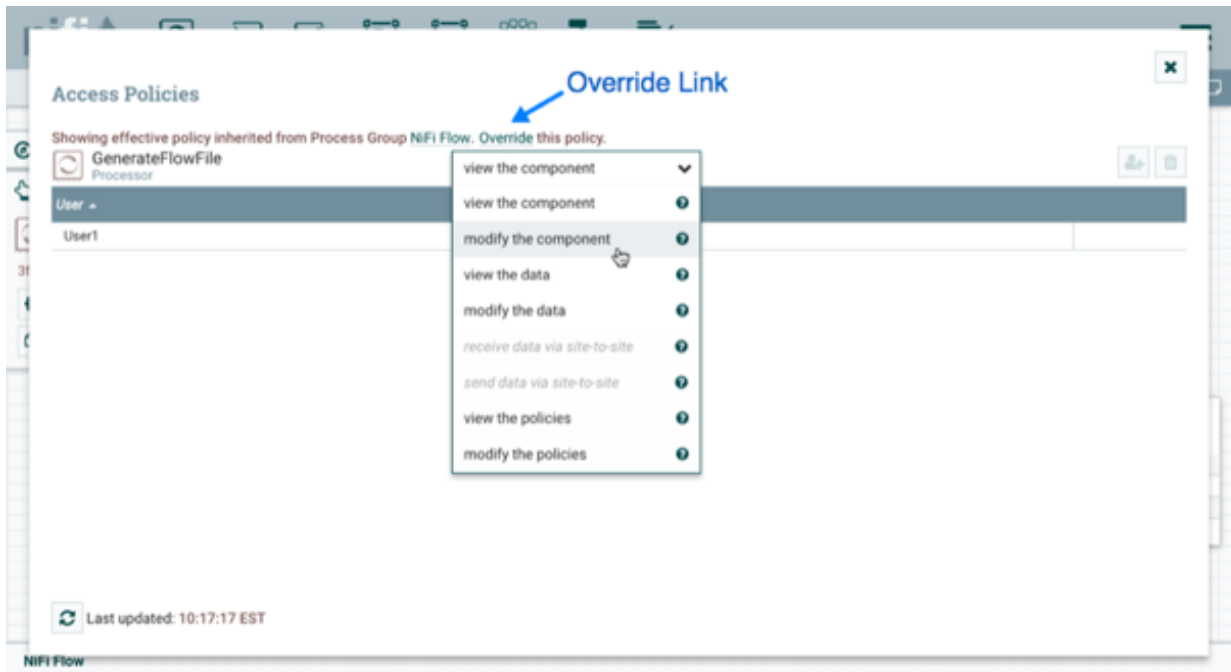 Override Link
Access Policies
Showing effective policy inherited from Process Group NiFi Flow. Override this policy.
GenerateFlowFile
Processor
view the component
User
view the component
User1
modify the component
view the data
modify the data
receive data via site-to-site
send data via site-to-site
view the policies
modify the policies
Last updated: 10:17:17 EST
NiFi Flow